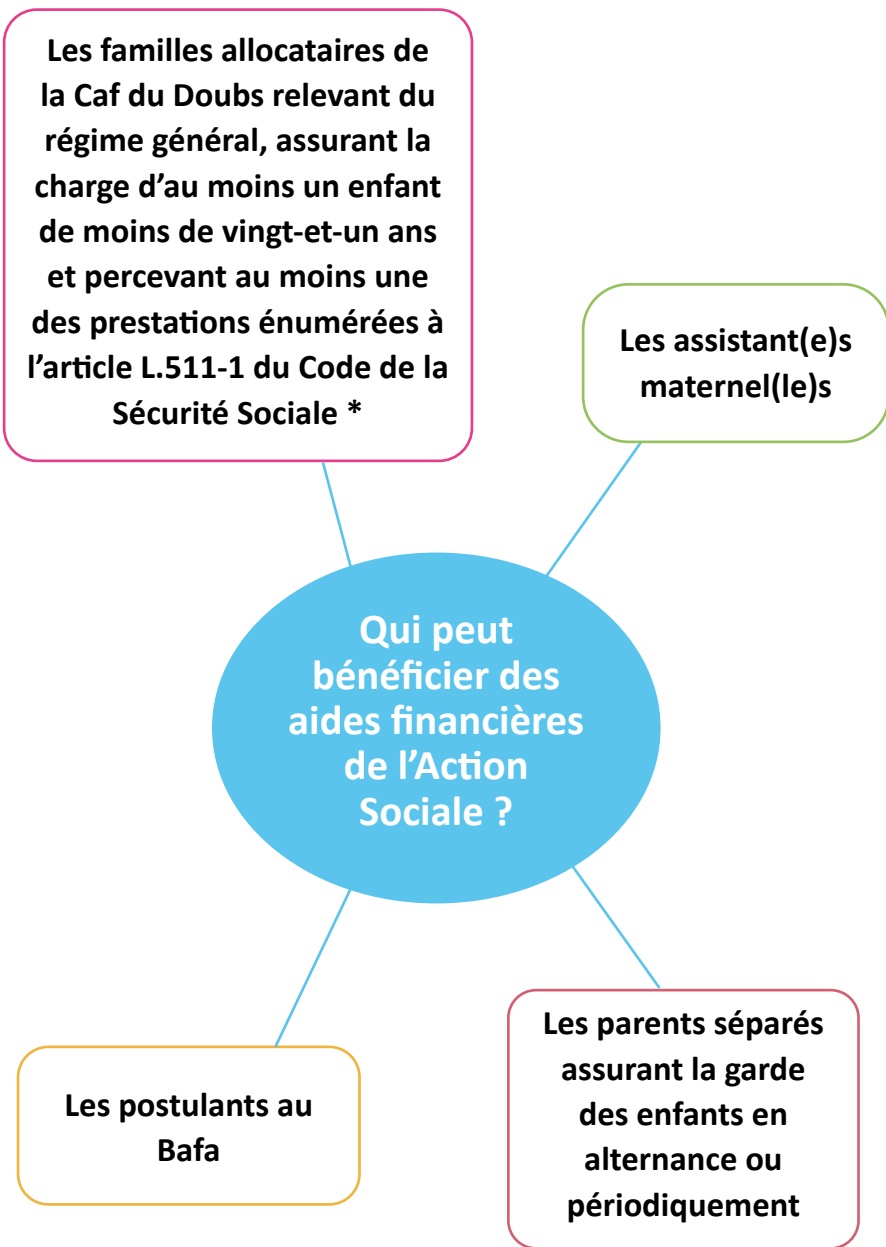 Les familles allocataires de
la Caf du Doubs relevant du
régime général, assurant la
charge d’au moins un enfant
de moins de vingt-et-un ans
et percevant au moins une
des prestations énumérées à
l’article L.511-1 du Code de la
Sécurité Sociale *
Les assistant(e)s
maternel(le)s
Qui peut
bénéficier des
aides financières
de l’Action
Sociale ?
Les postulants au
Bafa
Les parents séparés
assurant la garde
des enfants en
alternance ou
périodiquement